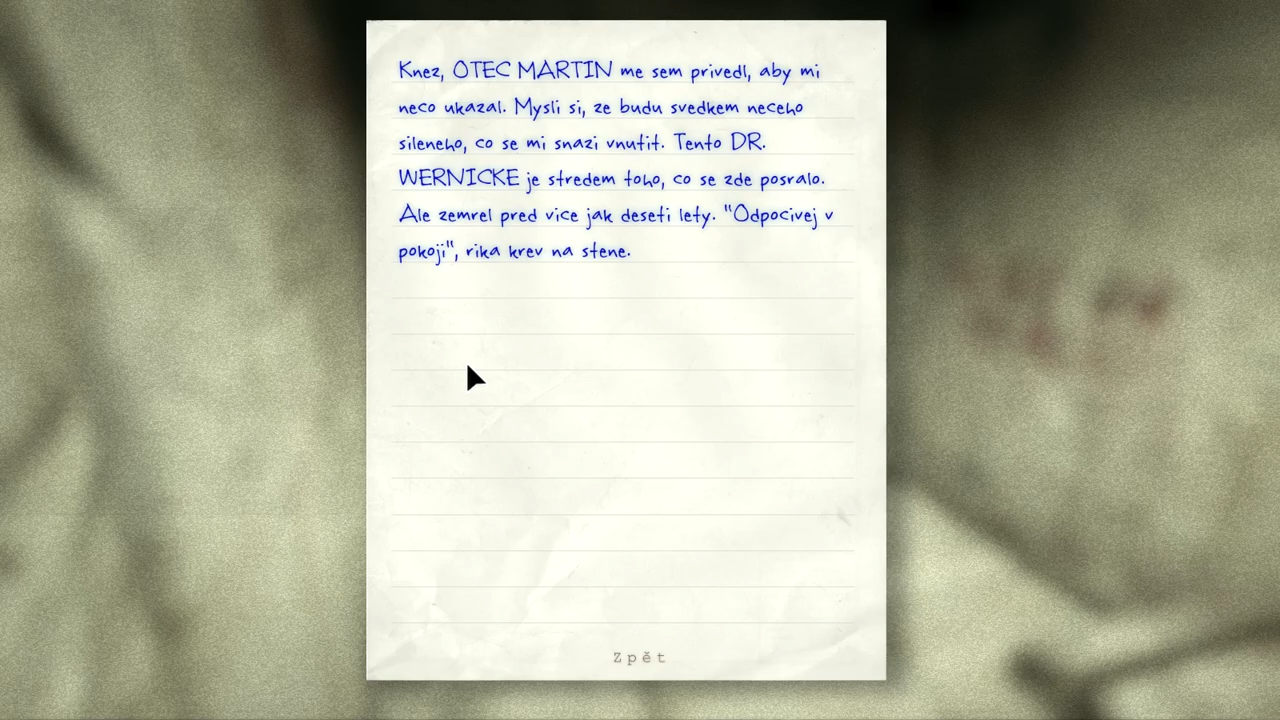 Knez, OTEC MARTIN me sem privedl, aby mi
neco ukazal. Mysli si, ze budu svedkem neceho
sileneho, co se mi snazi vnutit. Tento DR.
WERNICKE je stredem toho, co se zde posralo.
Ale zemrel pred vice jak deseti lety. "Odpocivej v
pokoji", rika krev na stene.
Zpět